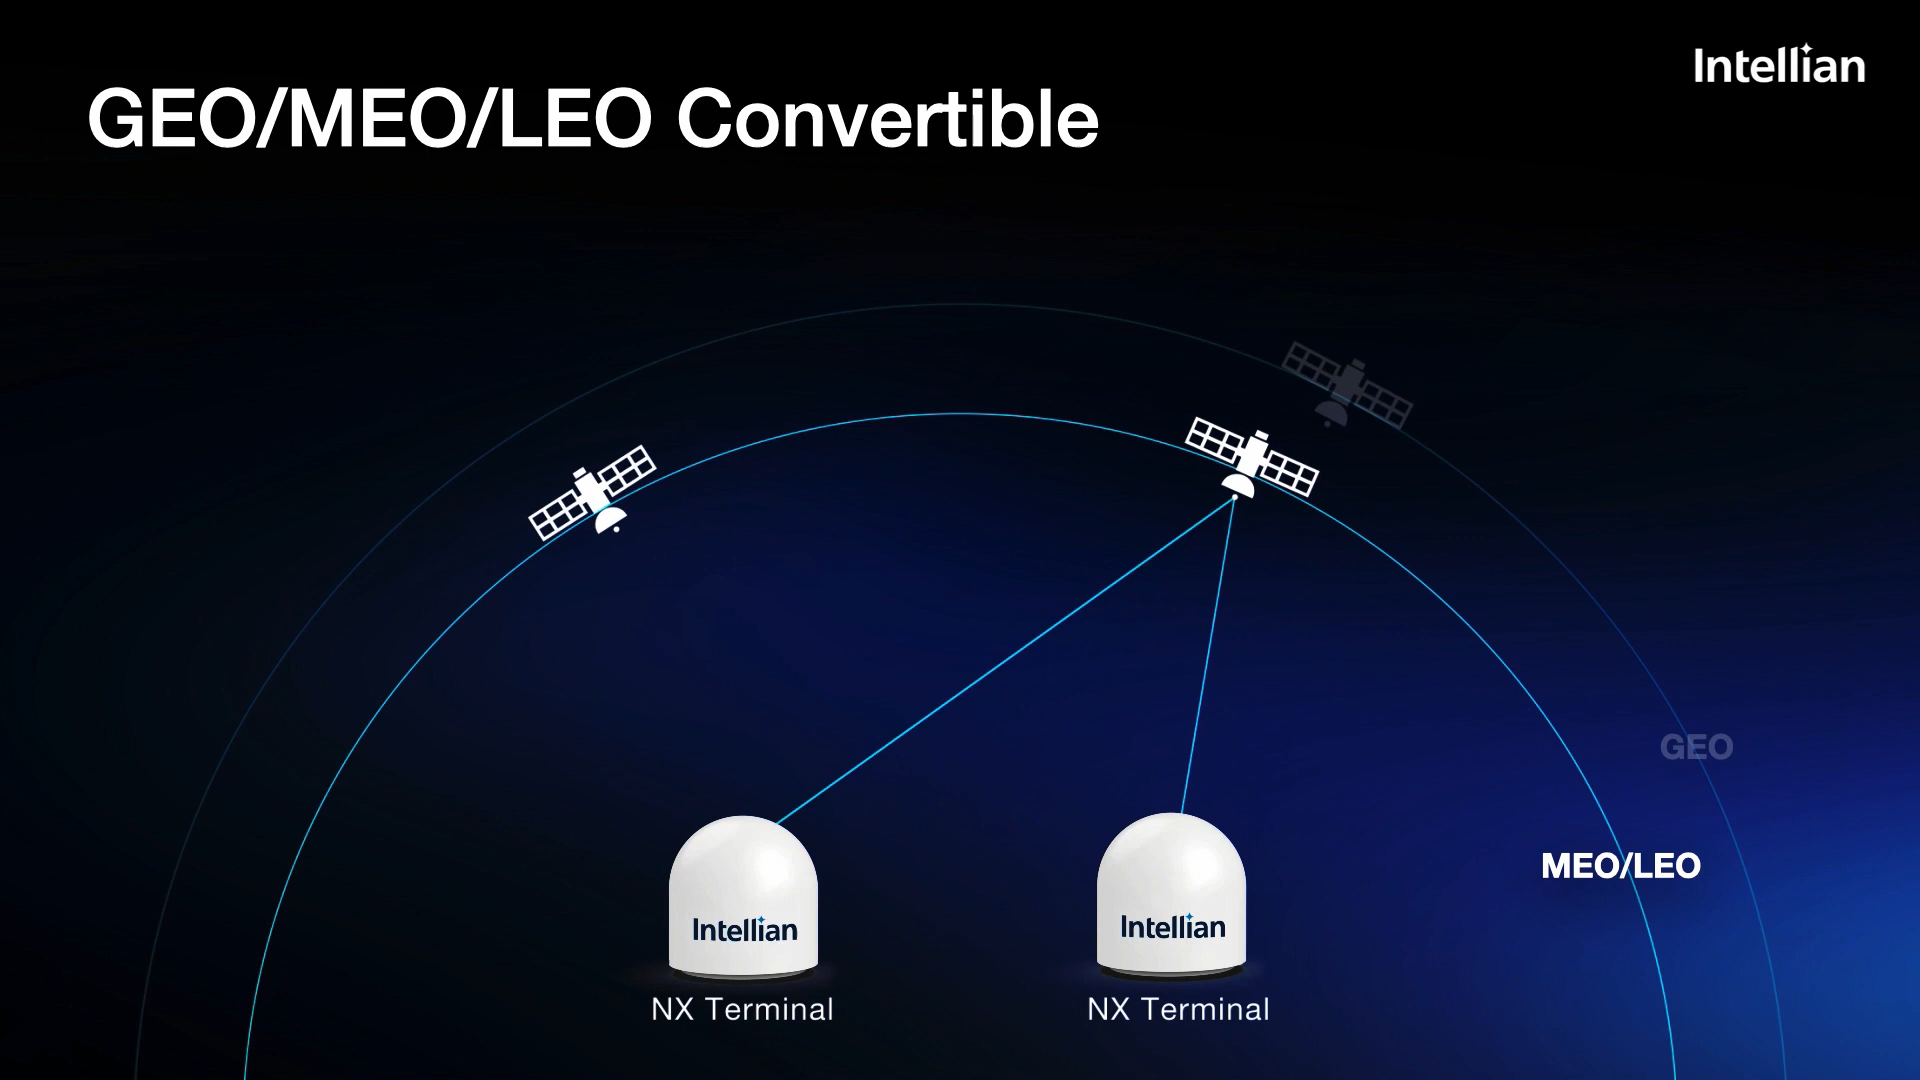 Intellian
GEO/MEO/LEO Convertible
GEO
MEO/LEO
Intellian
Intellian
NX Terminal
NX Terminal